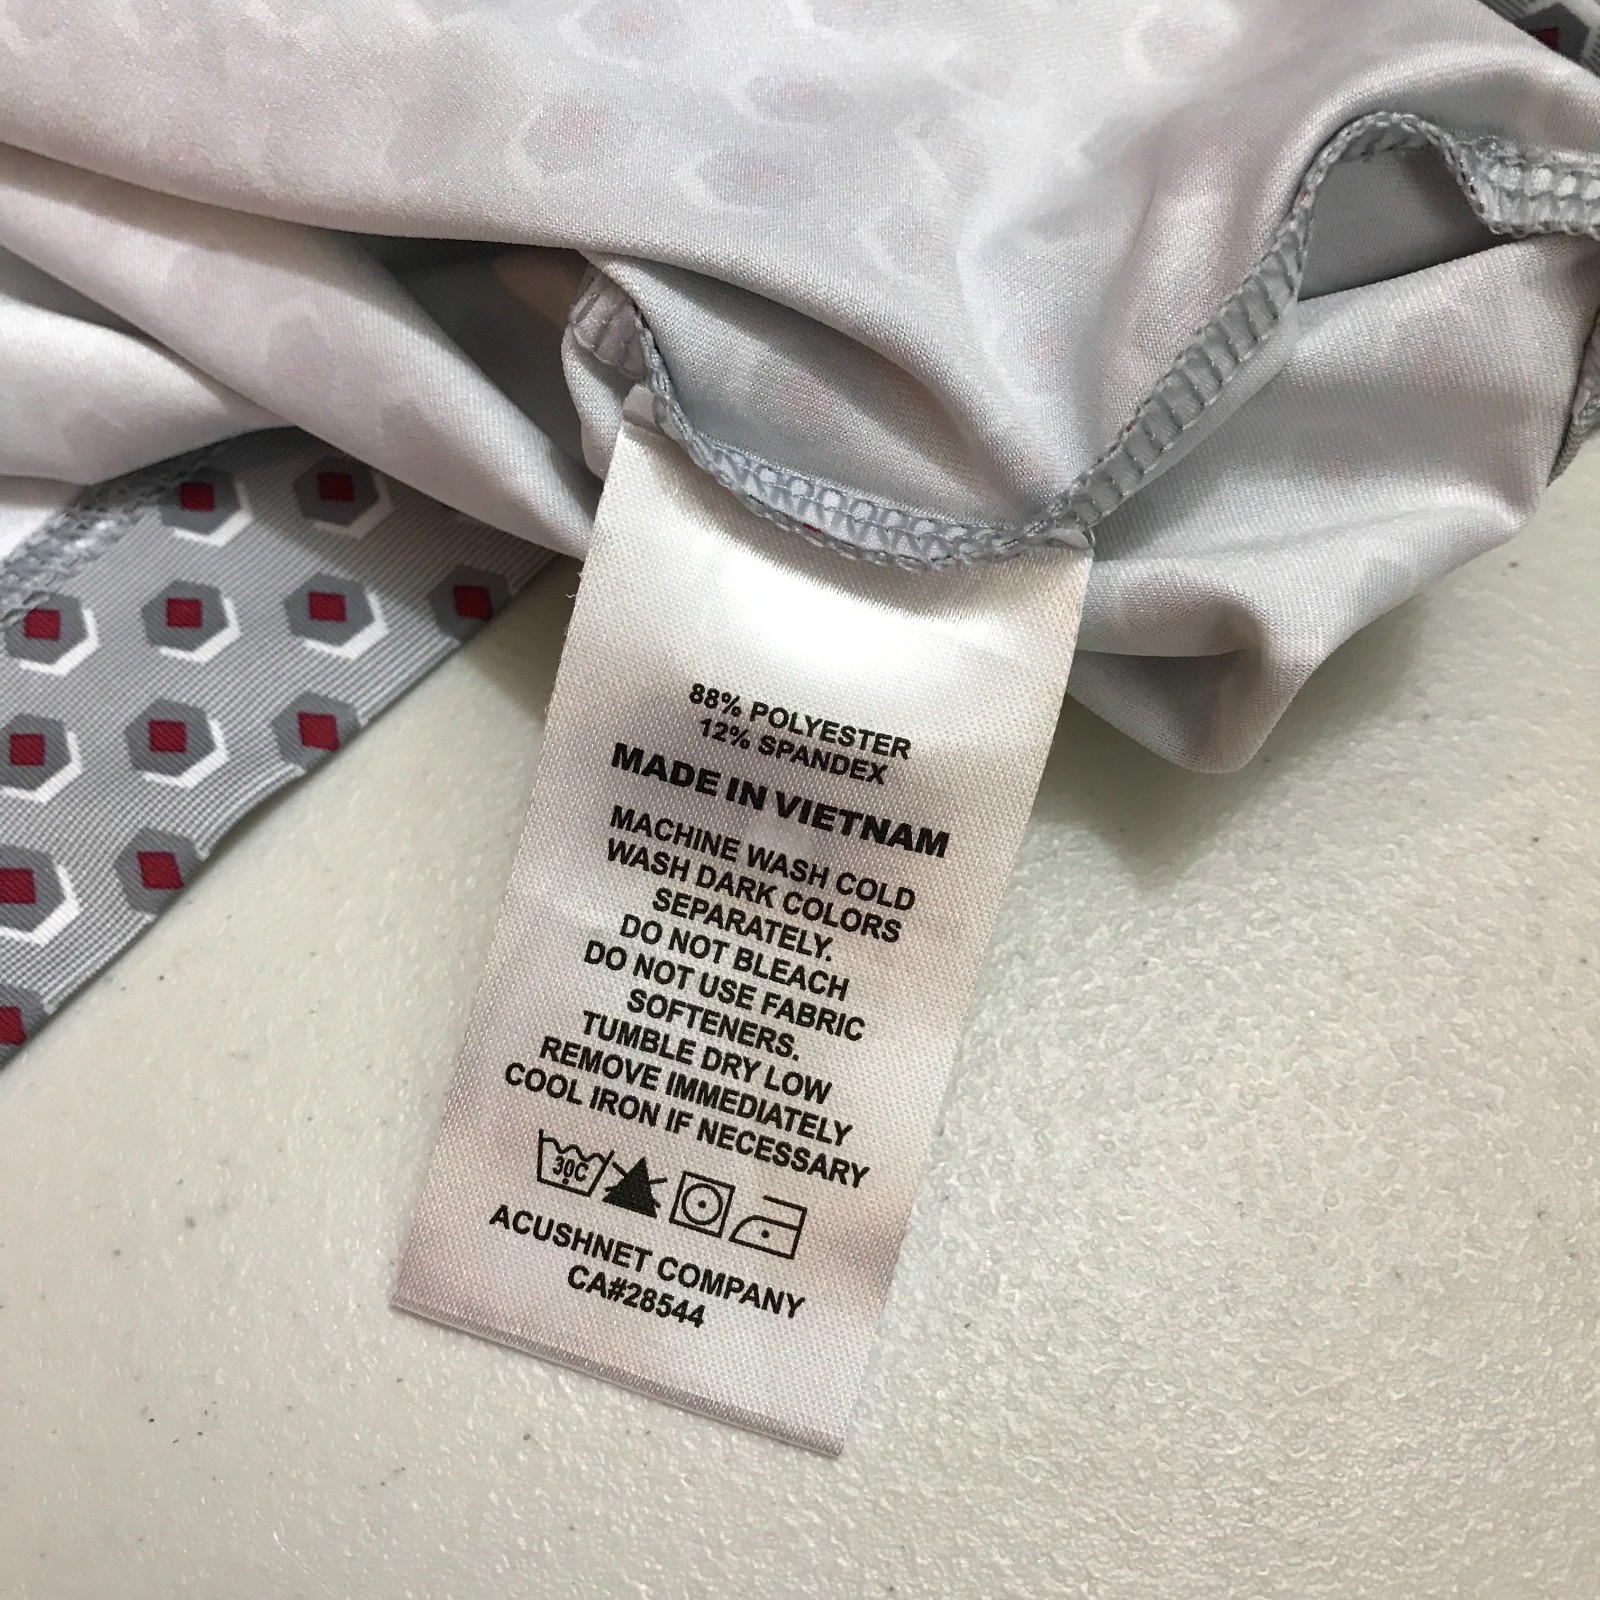 88% POLYESTER
12% SPANDEX
MADE IN VIETNAM
MACHINE WASH COLD
WASH DARK COLORS
SEPARATELY.
DO NOT BLEACH
DO NOT USE FABRIC
SOFTENERS.
TUMBLE DRY LOW
REMOVE IMMEDIATELY
COOL IRON IF NECESSARY
30C
ACUSHNET COMPANY
CA#28544